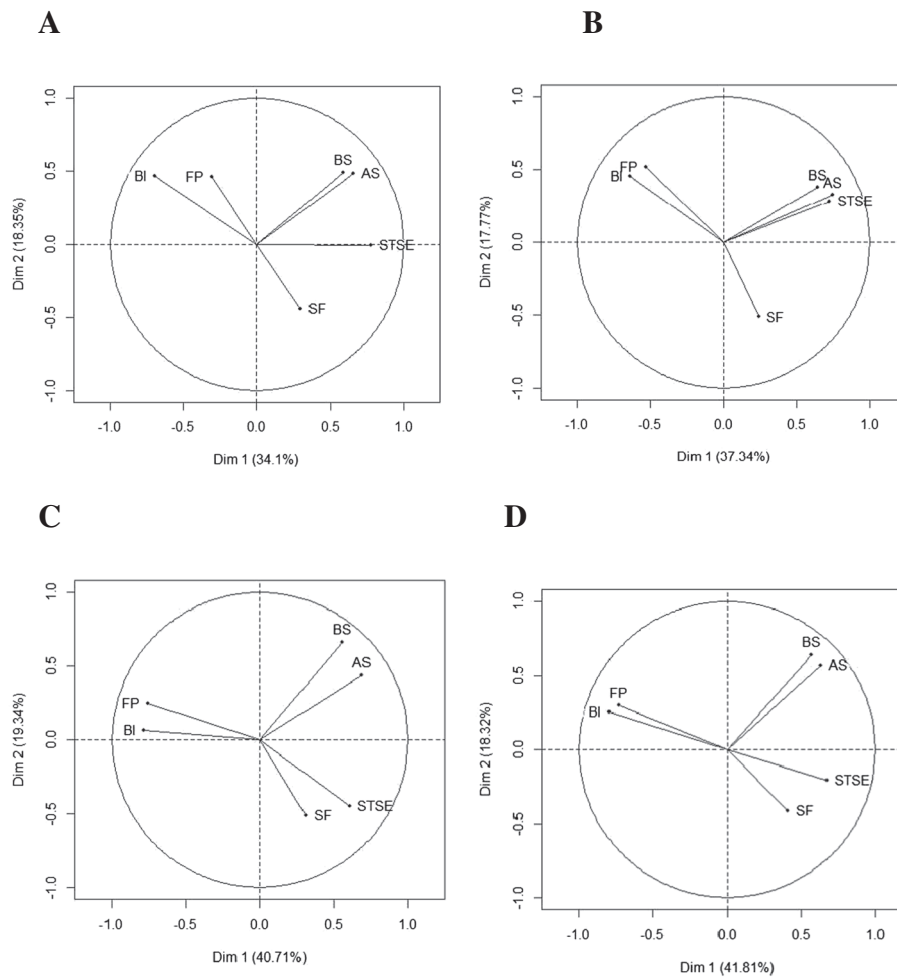 A
B
1.0
0.5
0.0
-0.5
-1.0
Dim 2 (18.35%)
BI
FP
BS
AS
STSE
SF
-1.0
-0.5
0.0
0.5
1.0
Dim 1 (34.1%)
1.0
0.5
0.0
-0.5
-1.0
Dim 2 (17.77%)
FP
BI
BS
AS
STSE
SF
-1.0
-0.5
0.0
0.5
1.0
Dim 1 (37.34%)
C
D
1.0
0.5
0.0
-0.5
-1.0
Dim 2 (19.34%)
BS
AS
FP
BI
STSE
SF
-1.0
-0.5
0.0
0.5
1.0
Dim 1 (40.71%)
1.0
0.5
0.0
-0.5
-1.0
Dim 2 (18.32%)
BS
AS
FP
BI
STSE
SF
-1.0
-0.5
0.0
0.5
1.0
Dim 1 (41.81%)